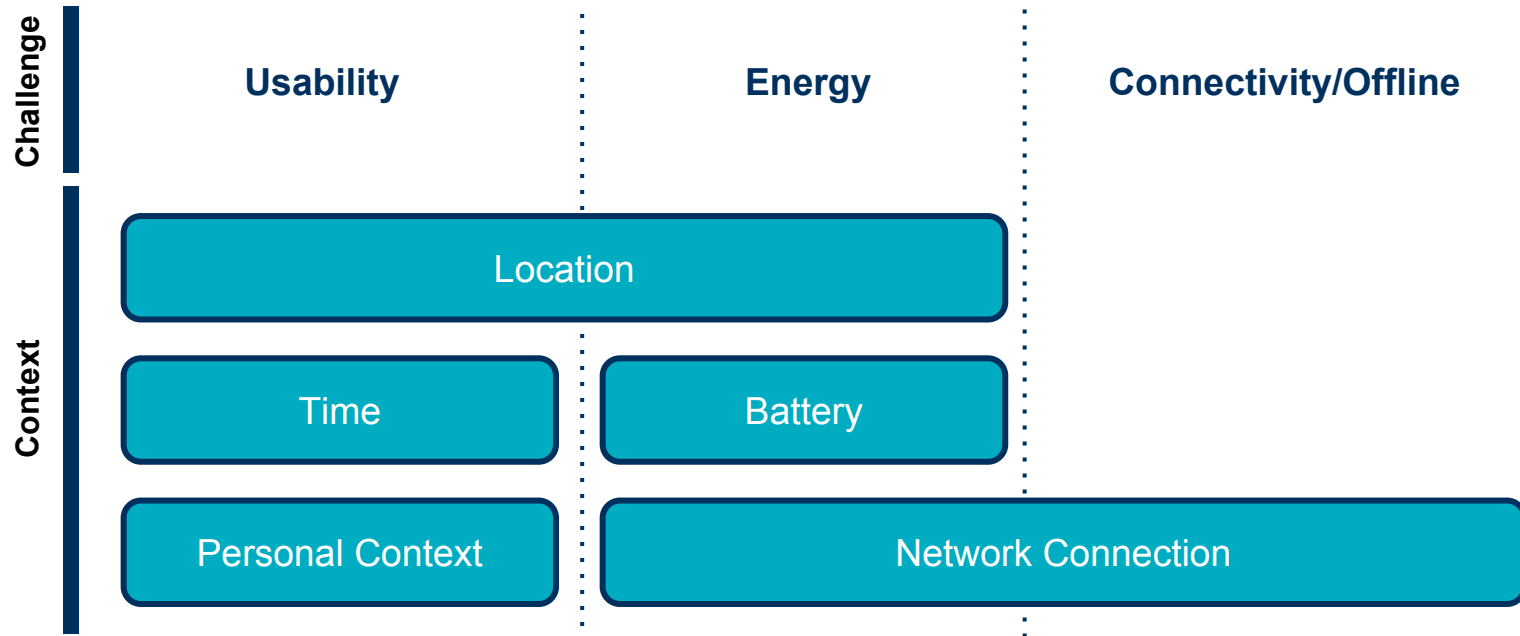 Challenge
Usability
Energy
Connectivity/Offline
Context
Location
Time
Battery
Personal Context
Network Connection